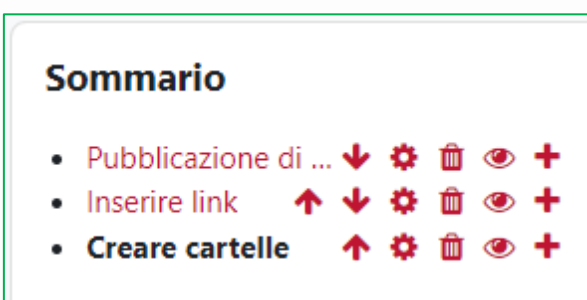 Sommario
Pubblicazione di ...
Inserire link
Creare cartelle